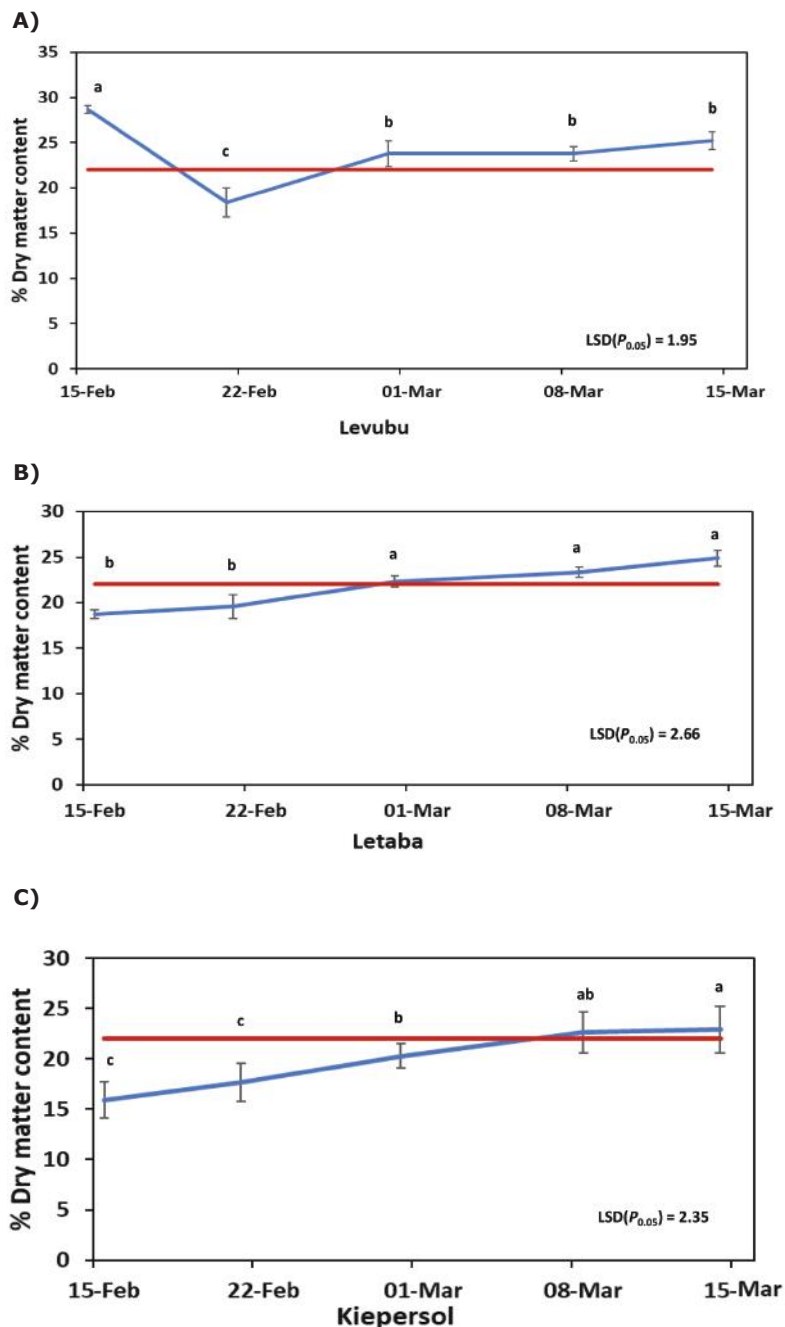 A)
35
30
25
20
15
10
5
0
% Dry matter content
a
c
b
b
b
LSD(P0.05) = 1.95
15-Feb
22-Feb
01-Mar
08-Mar
15-Mar
Levubu
B)
30
25
20
15
10
5
0
% Dry matter content
b
b
a
a
a
LSD(P0.05) = 2.66
15-Feb
22-Feb
01-Mar
08-Mar
15-Mar
Letaba
C)
30
25
20
15
10
5
0
% Dry matter content
c
c
b
ab
a
LSD(P0.05) = 2.35
15-Feb
22-Feb
01-Mar
08-Mar
15-Mar
Kiepersol